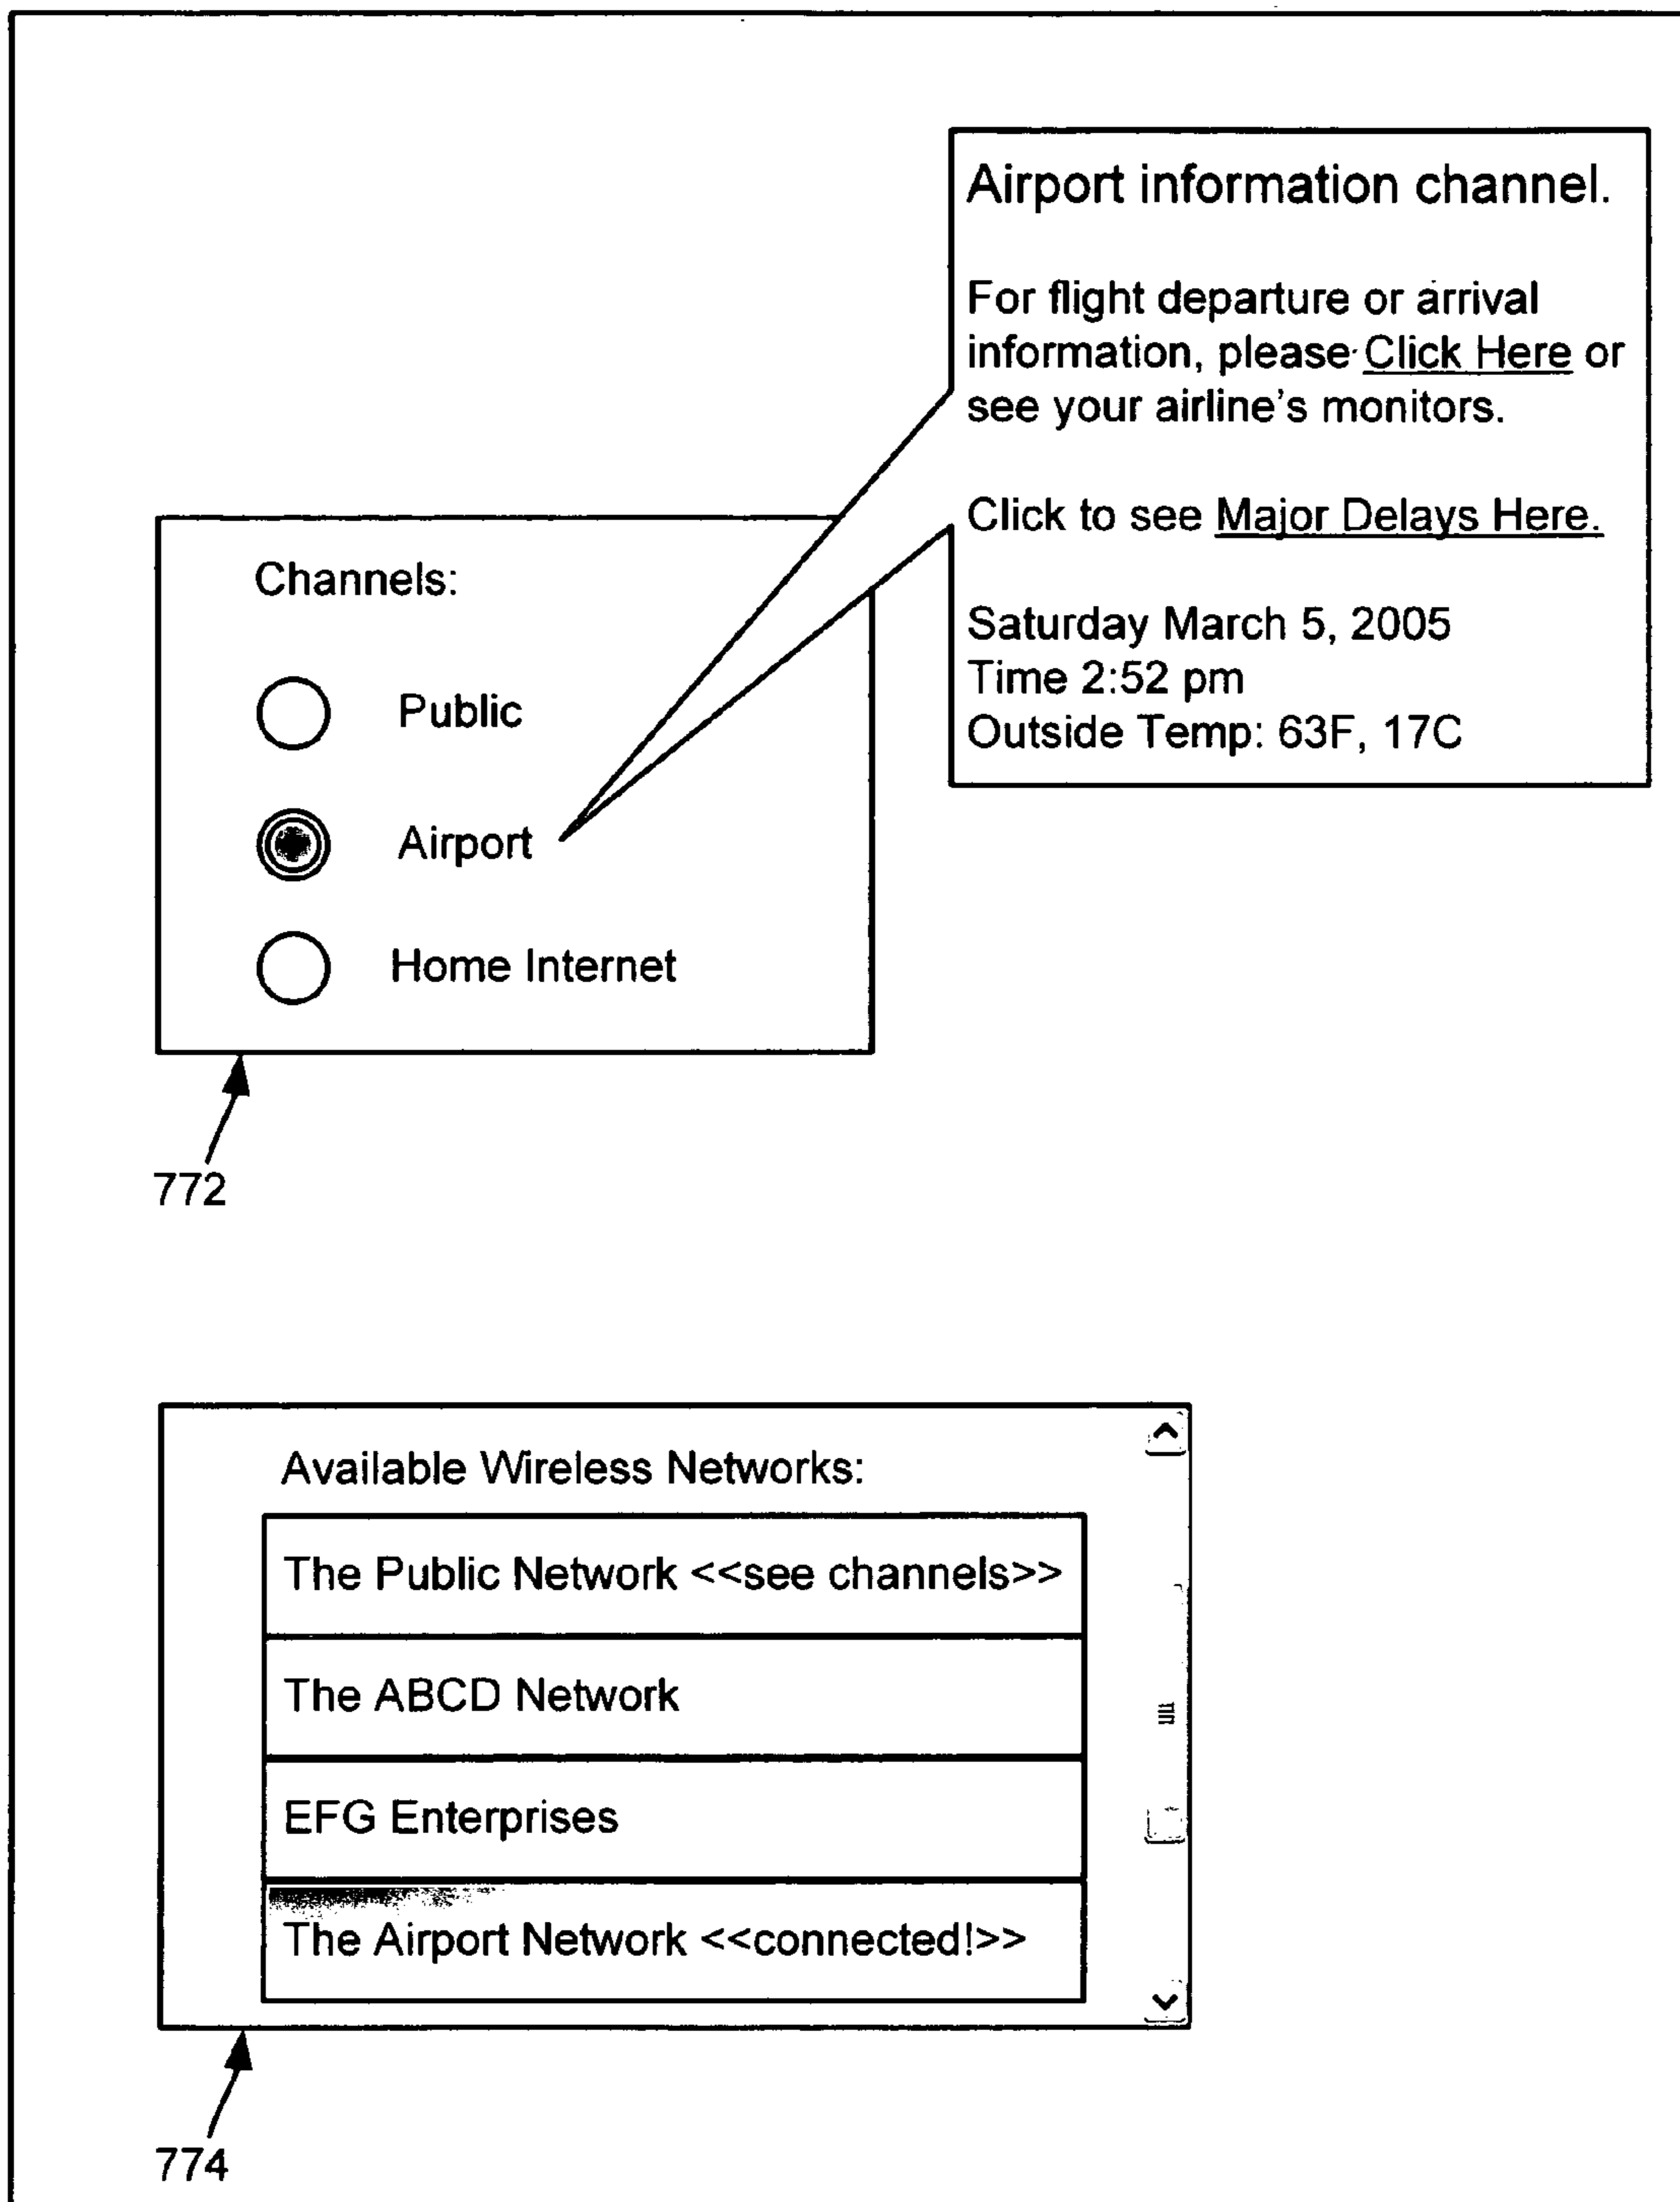 Airport information channel.
For flight departure or arrival
information, please Click Here or
see your airline's monitors.
Click to see Major Delays Here.
Saturday March 5, 2005
Time 2:52 pm
Outside Temp: 63F, 17C
Channels:
Public
Airport
Home Internet
772
Available Wireless Networks:
The Public Network <<see channels>>
The ABCD Network
EFG Enterprises
The Airport Network <<connected!>>
774